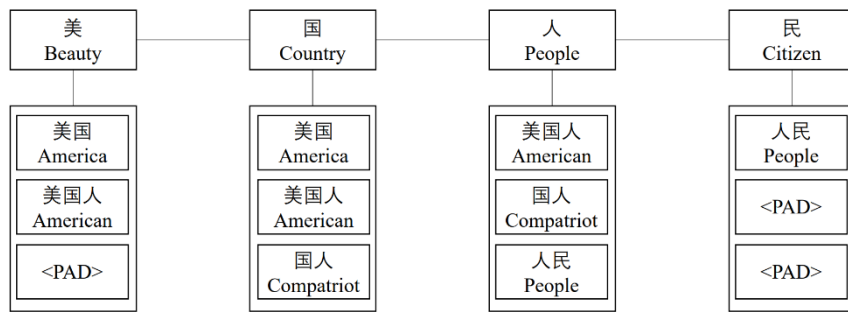 美
Beauty
国
Country
人
People
民
Citizen
美国
America
美国人
American
<PAD>
美国
America
美国人
American
国人
Compatriot
美国人
American
国人
Compatriot
人民
People
人民
People
<PAD>
<PAD>